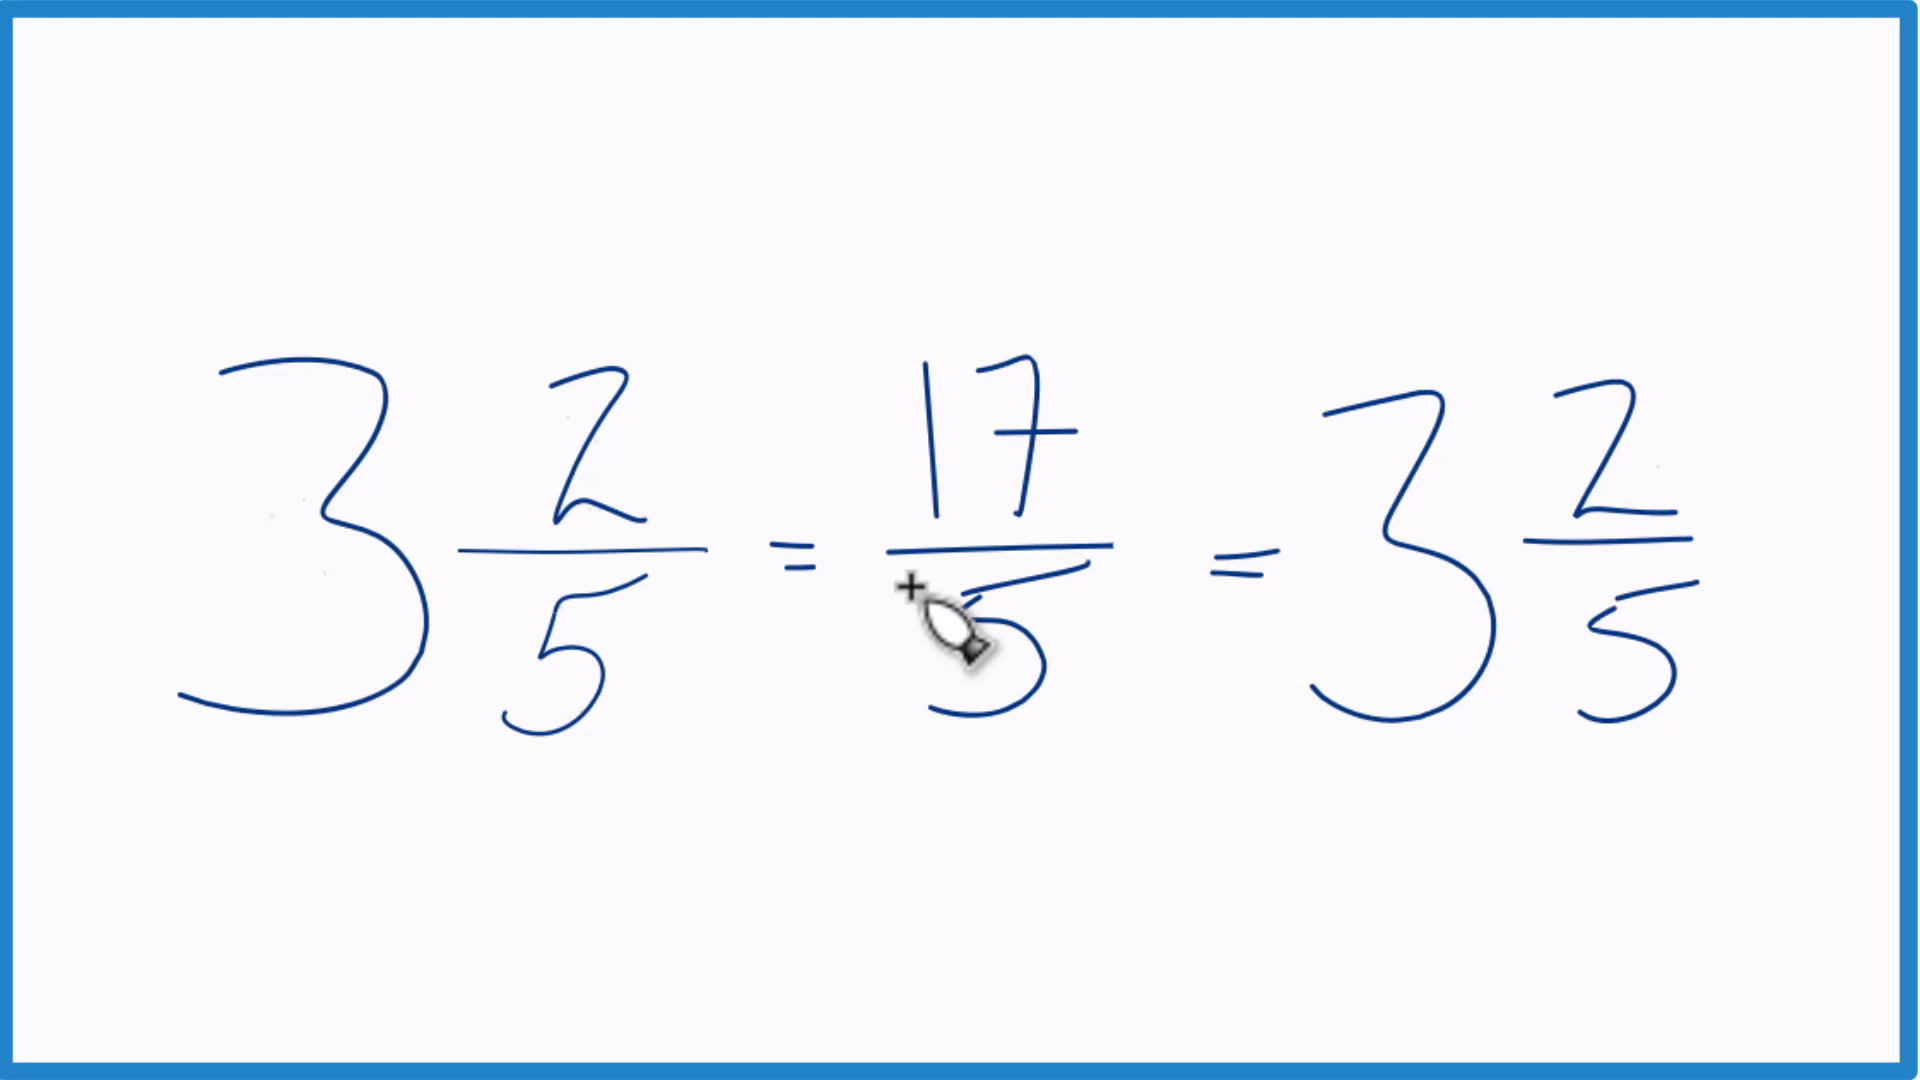 3 2/5 = 17/5 = 3 2/5